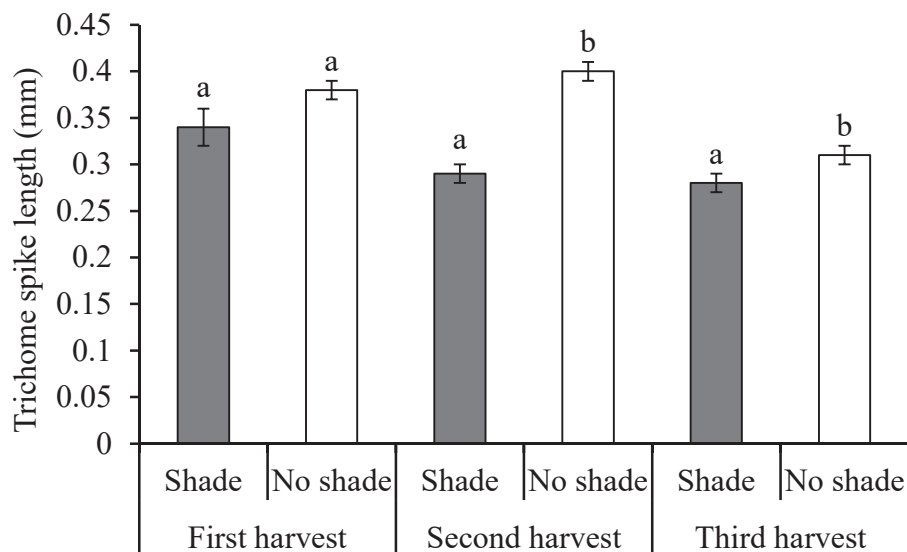 Trichome spike length (mm)
0.45
0.4
0.35
0.3
0.25
0.2
0.15
0.1
0.05
0
a
a
a
b
a
b
Shade No shade Shade No shade Shade No shade
First harvest Second harvest Third harvest